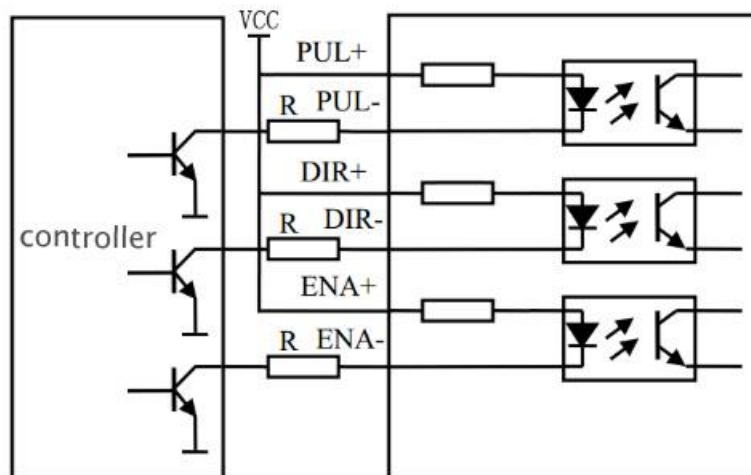 VCC
PUL+
R PUL-
DIR+
controller
R DIR-
ENA+
R ENA-